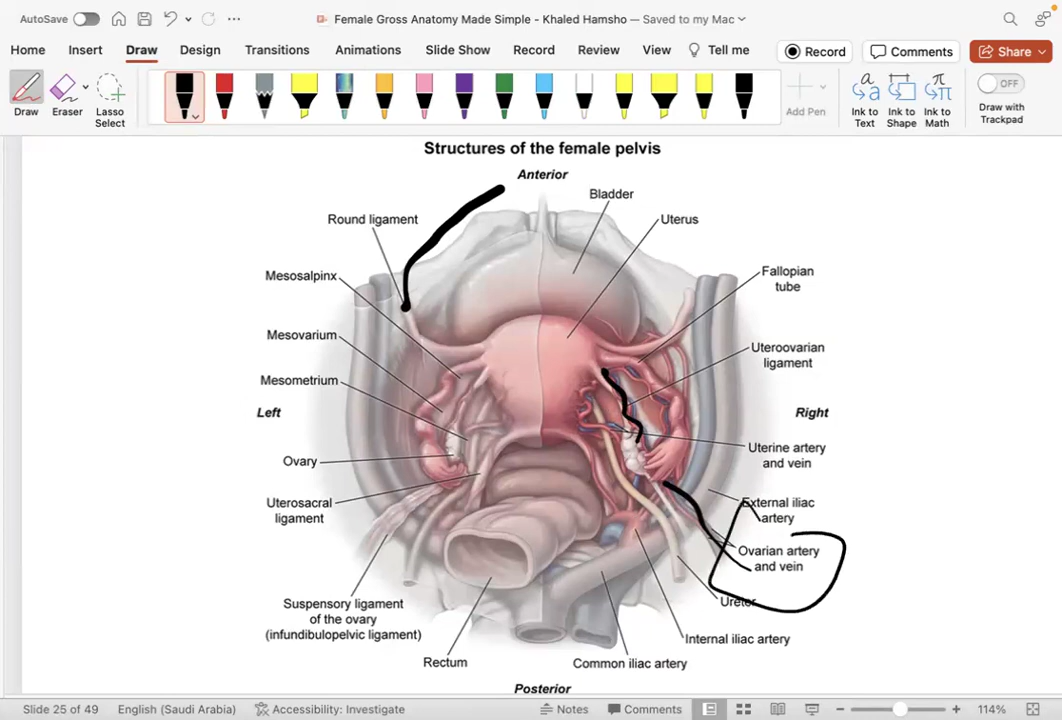 AutoSave
Female Gross Anatomy Made Simple - Khaled Hamsho — Saved to my Mac
Home Insert Draw Design Transitions Animations Slide Show Record Review View Tell me Record Comments Share
Draw Eraser Lasso Select Add Pen Ink to Text Ink to Shape Ink to Math OFF Draw with Trackpad
Structures of the female pelvis
Anterior
Bladder
Round ligament
Uterus
Mesosalpinx
Fallopian
tube
Mesovarium
Uteroovarian
ligament
Mesometrium
Left
Right
Ovary
Uterine artery
and vein
Uterosacral
ligament
External iliac
artery
Ovarian artery
and vein
Ureter
Suspensory ligament
of the ovary
(infundibulopelvic ligament)
Internal iliac artery
Rectum
Common iliac artery
Posterior
Slide 25 of 49 English (Saudi Arabia) Accessibility: Investigate Notes Comments 114%